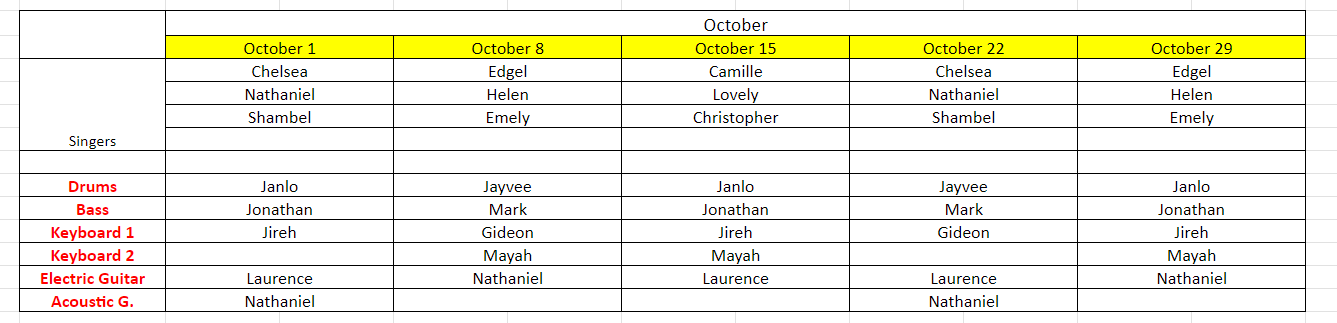 October
October 1 October 8 October 15 October 22 October 29
Chelsea Edgel Camille Chelsea Edgel
Nathaniel Helen Lovely Nathaniel Helen
Shambel Emely Christopher Shambel Emely
Singers
Drums Janlo Jayvee Janlo Jayvee Janlo
Bass Jonathan Mark Jonathan Mark Jonathan
Keyboard 1 Jireh Gideon Jireh Gideon Jireh
Keyboard 2 Mayah Mayah Mayah
Electric Guitar Laurence Nathaniel Laurence Laurence Nathaniel
Acoustic G. Nathaniel Nathaniel